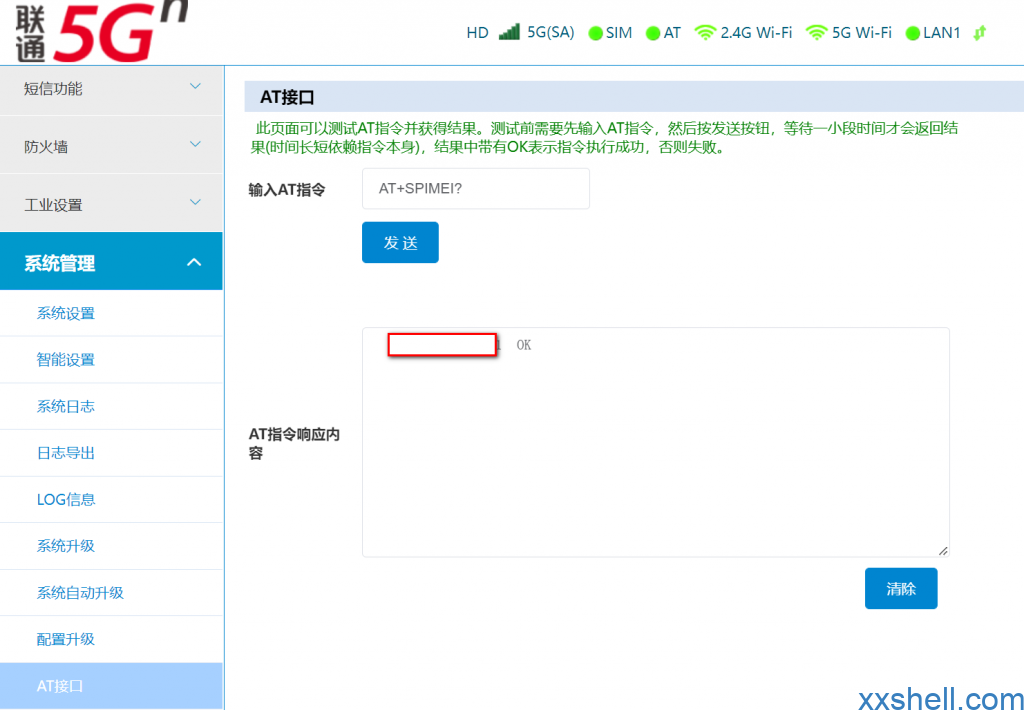 联通 5Gn
HD 5G(SA) SIM AT 2.4G Wi-Fi 5G Wi-Fi LAN1
短信功能
防火墙
工业设置
系统管理
系统设置
智能设置
系统日志
日志导出
LOG信息
系统升级
系统自动升级
配置升级
AT接口
AT接口
此页面可以测试AT指令并获得结果。测试前需要先输入AT指令，然后按发送按钮，等待一小段时间才会返回结
果(时间长短依赖指令本身)，结果中带有OK表示指令执行成功，否则失败。
输入AT指令
AT+SPIMEI?
发 送
AT指令响应内
容
OK
清除
xxshell.com